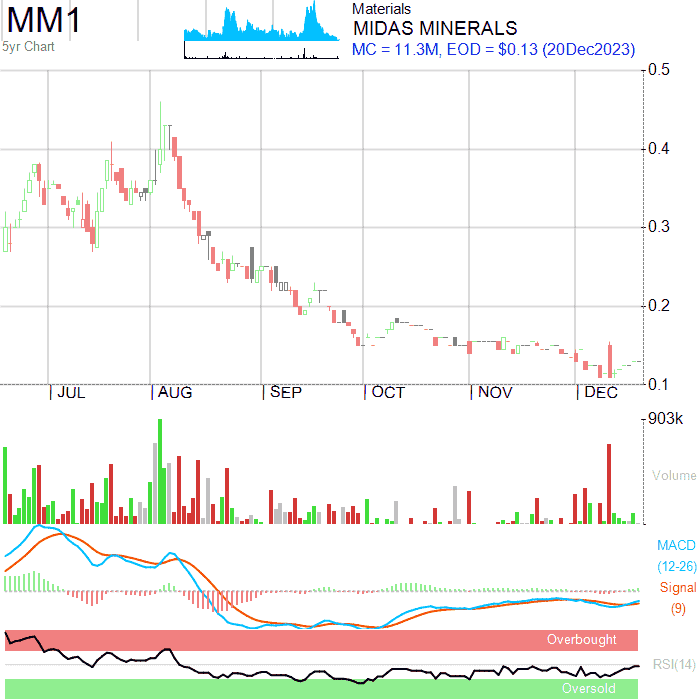 MM1
5yr Chart
Materials
MIDAS MINERALS
MC = 11.3M, EOD = $0.13 (20Dec2023)
0.5
0.4
0.3
0.2
0.1
JUL AUG SEP OCT NOV DEC
903k
Volume
MACD
(12-26)
Signal
(9)
Overbought
RSI(14)
Oversold